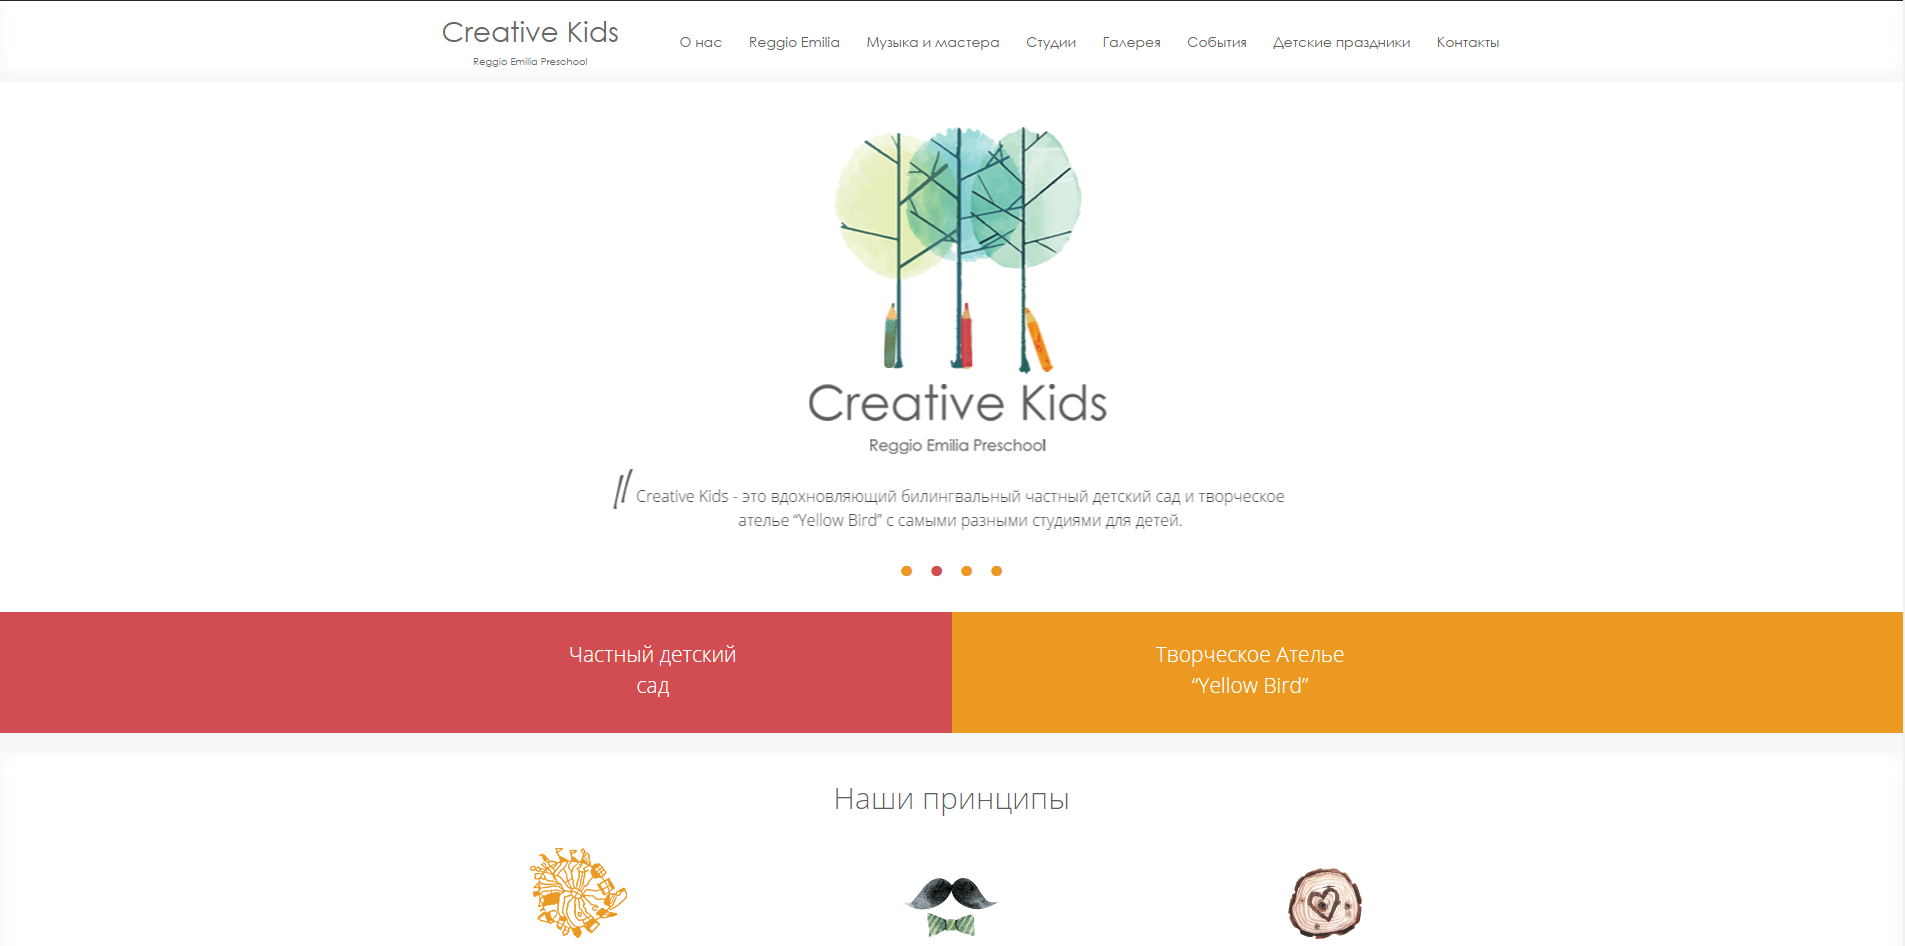 Creative Kids
Reggio Emilia Preschool
О нас
Reggio Emilia
Музыка и мастера
Студии
Галерея
События
Детские праздники
Контакты
Creative Kids
Reggio Emilia Preschool
Creative Kids - это вдохновляющий билингвальный частный детский сад и творческое
ателье “Yellow Bird” с самыми разными студиями для детей.
Частный детский
сад
Творческое Ателье
“Yellow Bird”
Наши принципы